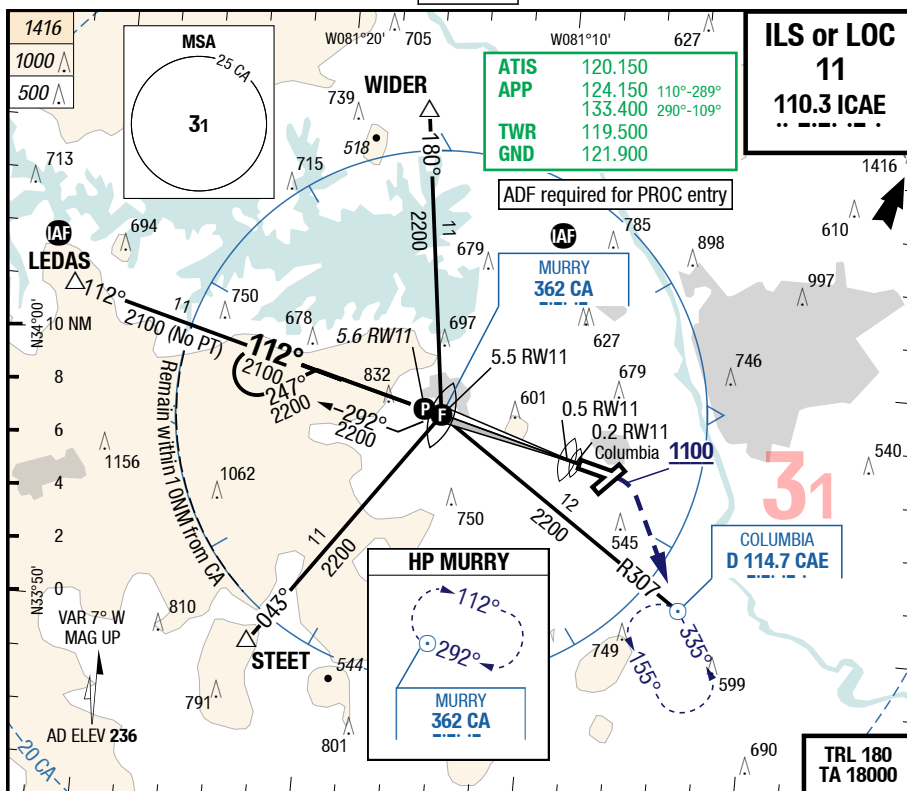 1416
1000
500
MSA
25 CA
31
W081°20'
705
W081°10'
627
ILS or LOC
11
110.3 ICAE
ATIS 120.150
APP 124.150 110°-289°
133.400 290°-109°
TWR 119.500
GND 121.900
ADF required for PROC entry
WIDER
739
518
713
715
180°
11
2200
1416
610
IAF
LEDAS
694
679
IAF
785
898
MURRY
362 CA
997
112°
11
2100 (No PT)
750
678
697
627
N34°00'
10 NM
8
6
4
2
0
N33°50'
112°
2100
247°
2200
292°
2200
5.6 RW11
832
5.5 RW11
P
F
601
679
746
0.5 RW11
0.2 RW11
Columbia
1100
540
Remain within 10NM from CA
1156
1062
750
12
2200
545
31
R307
COLUMBIA
D 114.7 CAE
11
2200
043°
STEET
810
VAR 7° W
MAG UP
544
791
801
HP MURRY
112°
292°
MURRY
362 CA
749
335°
155°
599
AD ELEV 236
20 CA
690
TRL 180
TA 18000